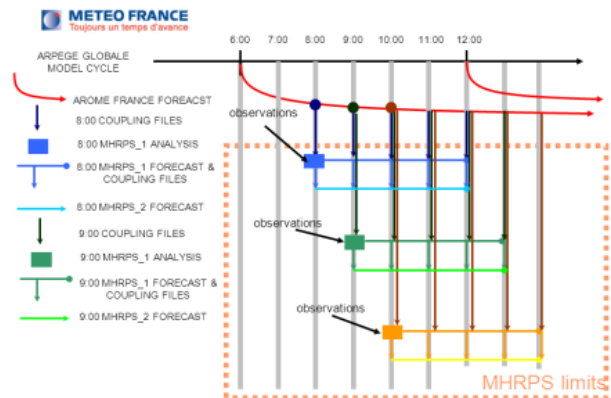 METEO FRANCE
Toujours un temps d'avance
ARPEGE GLOBALE
MODEL CYCLE
6:00 7:00 8:00 9:00 10:00 11:00 12:00
AROME FRANCE FOREACST
8:00 COUPLING FILES
8:00 MHRPS_1 ANALYSIS
8:00 MHRPS_1 FORECAST &
COUPLING FILES
8:00 MHRPS_2 FORECAST
9:00 COUPLING FILES
9:00 MHRPS_1 ANALYSIS
9:00 MHRPS_1 FORECAST &
COUPLING FILES
9:00 MHRPS_2 FORECAST
observations
observations
observations
MHRPS limits